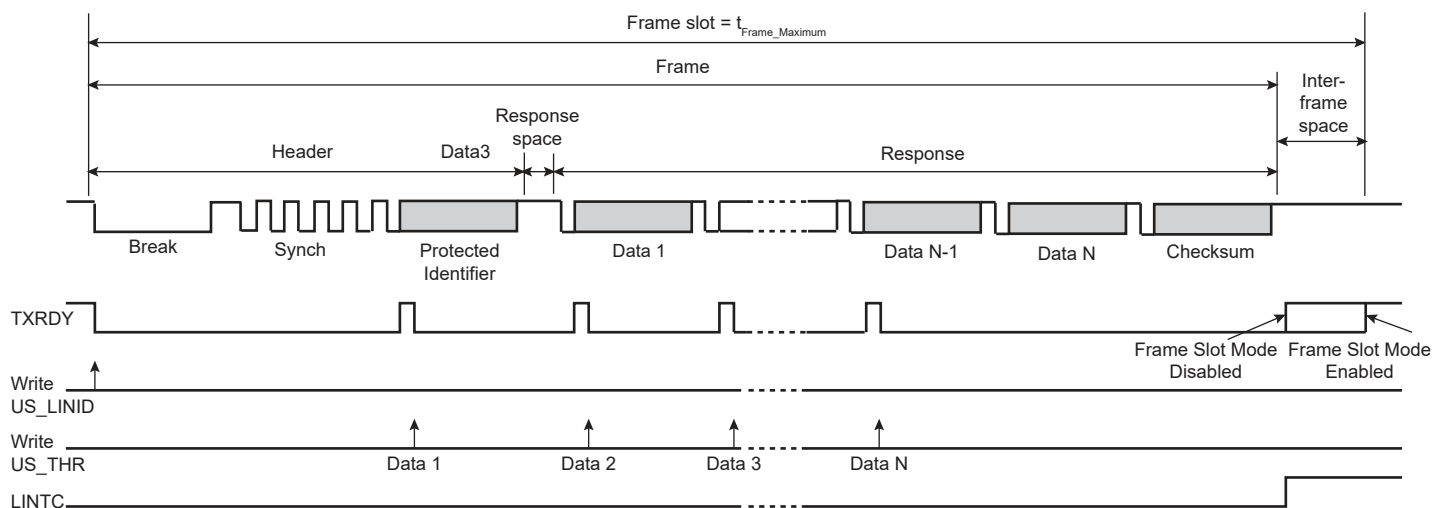 Frame slot = tFrame_Maximum
Frame
Inter-
frame
space
Response
space
Header
Data3
Response
Break
Synch
Protected
Identifier
Data 1
Data N-1
Data N
Checksum
TXRDY
Frame Slot Mode
Disabled
Frame Slot Mode
Enabled
Write
US_LINID
Write
US_THR
Data 1
Data 2
Data 3
Data N
LINTC